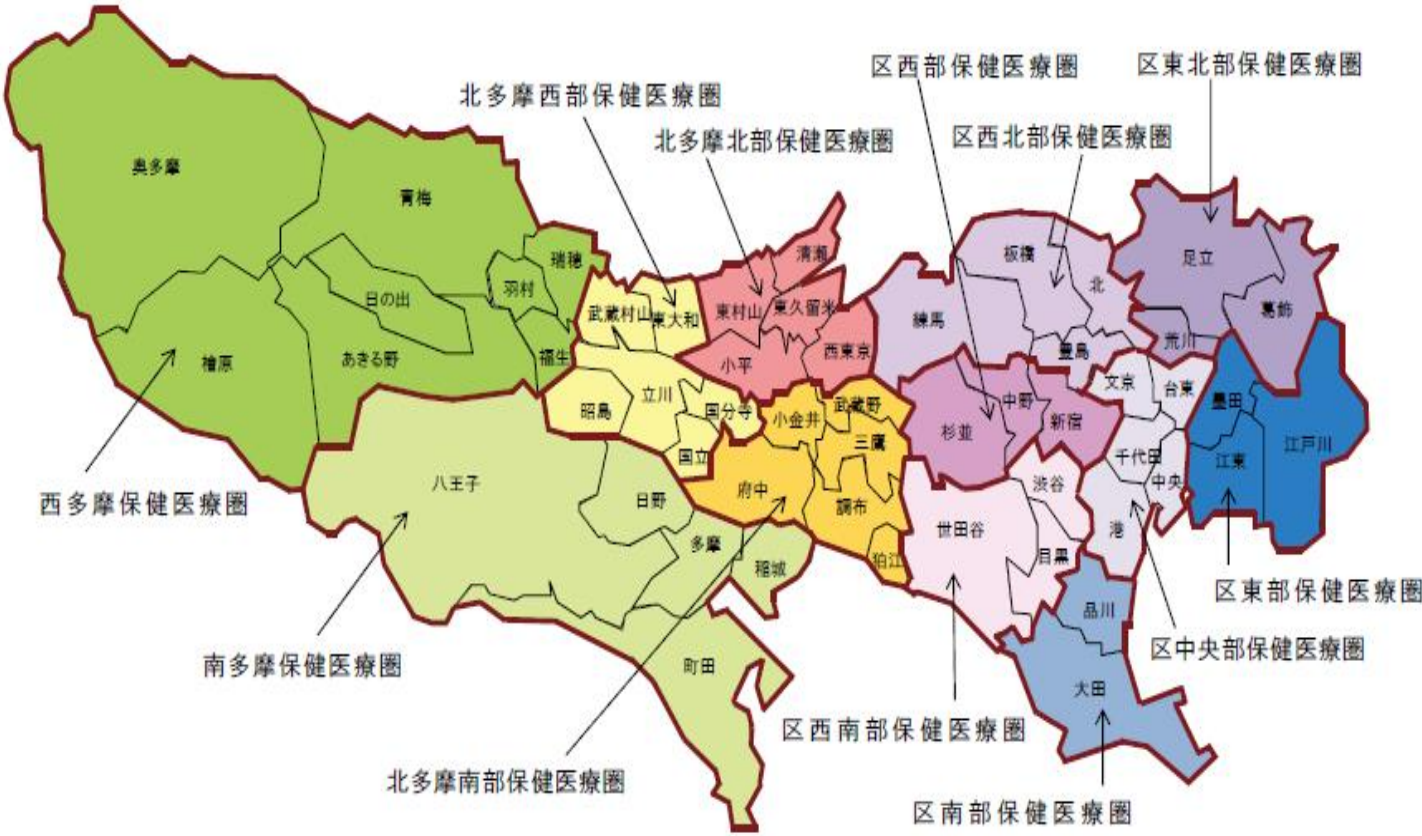 区西部保健医療圏
区東北部保健医療圏
北多摩西部保健医療圏
北多摩北部保健医療圏
区西北部保健医療圏
奥多摩
青梅
瑞穂
羽村
日の出
檜原
あきる野
福生
武蔵村山
東大和
東村山
清瀬
東久留米
小平
西東京
昭島
立川
国分寺
国立
小金井
武蔵野
三鷹
府中
調布
狛江
練馬
板橋
北
豊島
足立
葛飾
荒川
文京
台東
墨田
江戸川
江東
杉並
中野
新宿
千代田
中央
港
渋谷
世田谷
目黒
品川
大田
八王子
日野
多摩
稲城
町田
西多摩保健医療圏
区東部保健医療圏
南多摩保健医療圏
区中央部保健医療圏
区西南部保健医療圏
北多摩南部保健医療圏
区南部保健医療圏